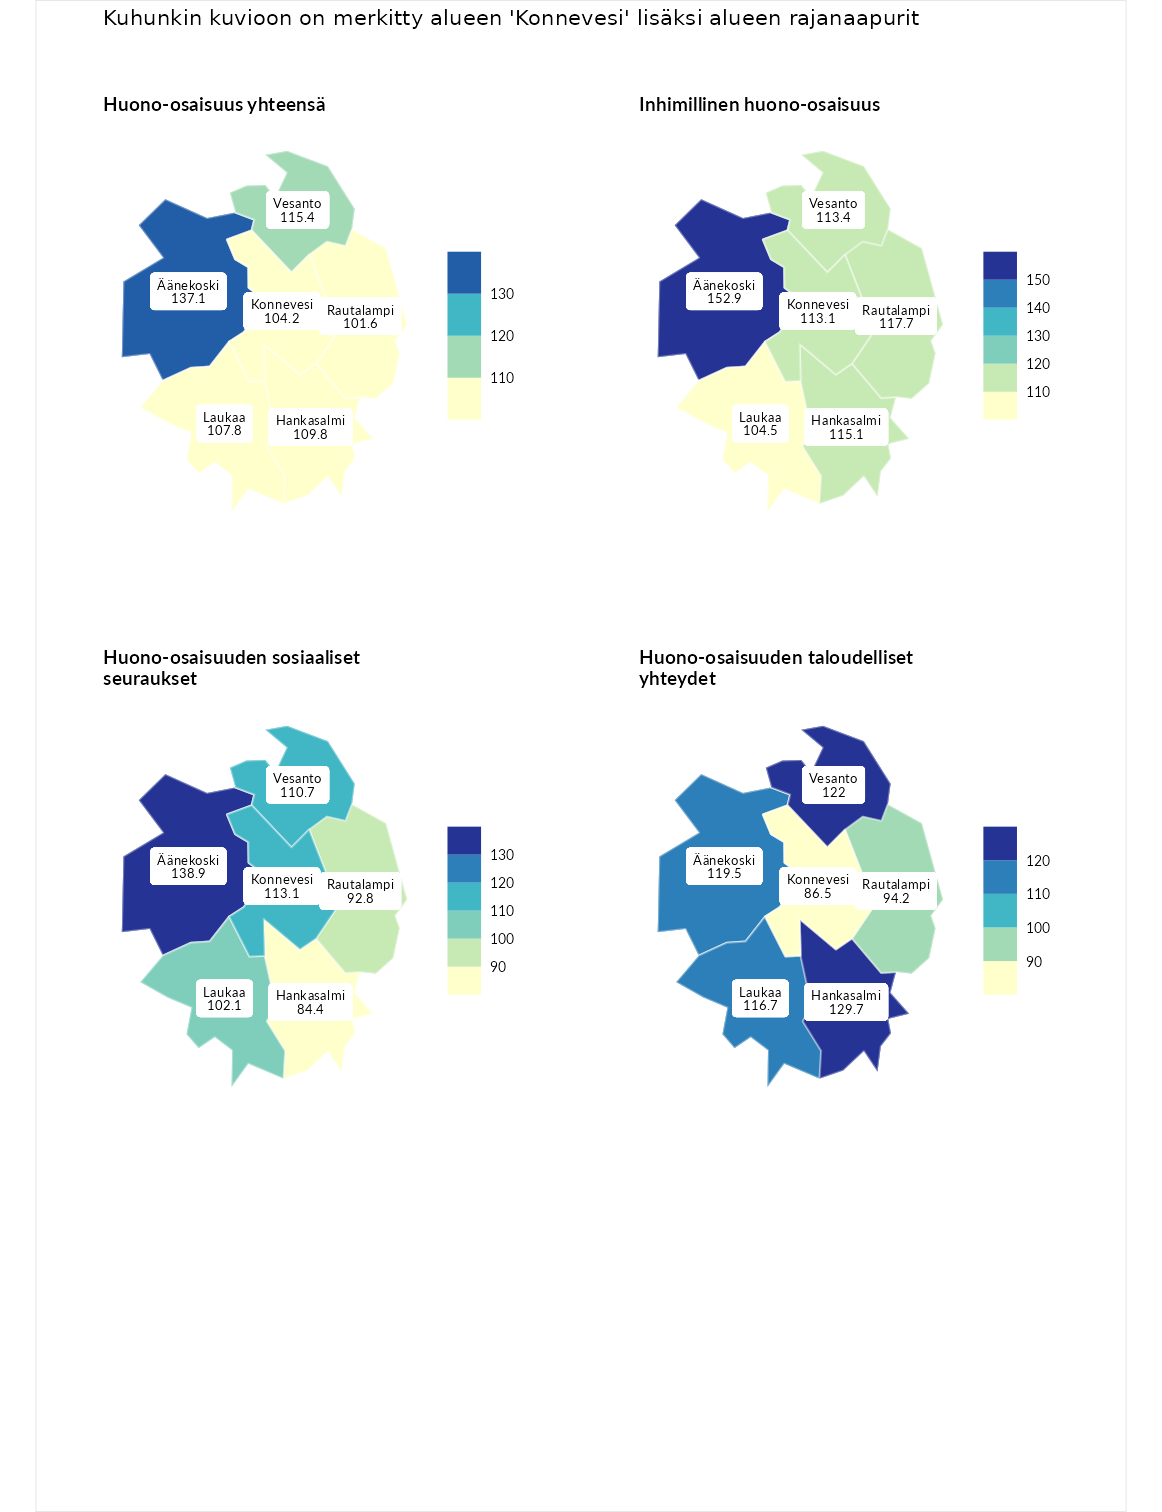 Kuhunkin kuvioon on merkitty alueen 'Konnevesi' lisäksi alueen rajanaapurit
Huono-osaisuus yhteensä
Vesanto
115.4
Äänekoski
137.1
Konnevesi
104.2
Rautalampi
101.6
Laukaa
107.8
Hankasalmi
109.8
130
120
110
Inhimillinen huono-osaisuus
Vesanto
113.4
Äänekoski
152.9
Konnevesi
113.1
Rautalampi
117.7
Laukaa
104.5
Hankasalmi
115.1
150
140
130
120
110
Huono-osaisuuden sosiaaliset
seuraukset
Vesanto
110.7
Äänekoski
138.9
Konnevesi
113.1
Rautalampi
92.8
Laukaa
102.1
Hankasalmi
84.4
130
120
110
100
90
Huono-osaisuuden taloudelliset
yhteydet
Vesanto
122
Äänekoski
119.5
Konnevesi
86.5
Rautalampi
94.2
Laukaa
116.7
Hankasalmi
129.7
120
110
100
90